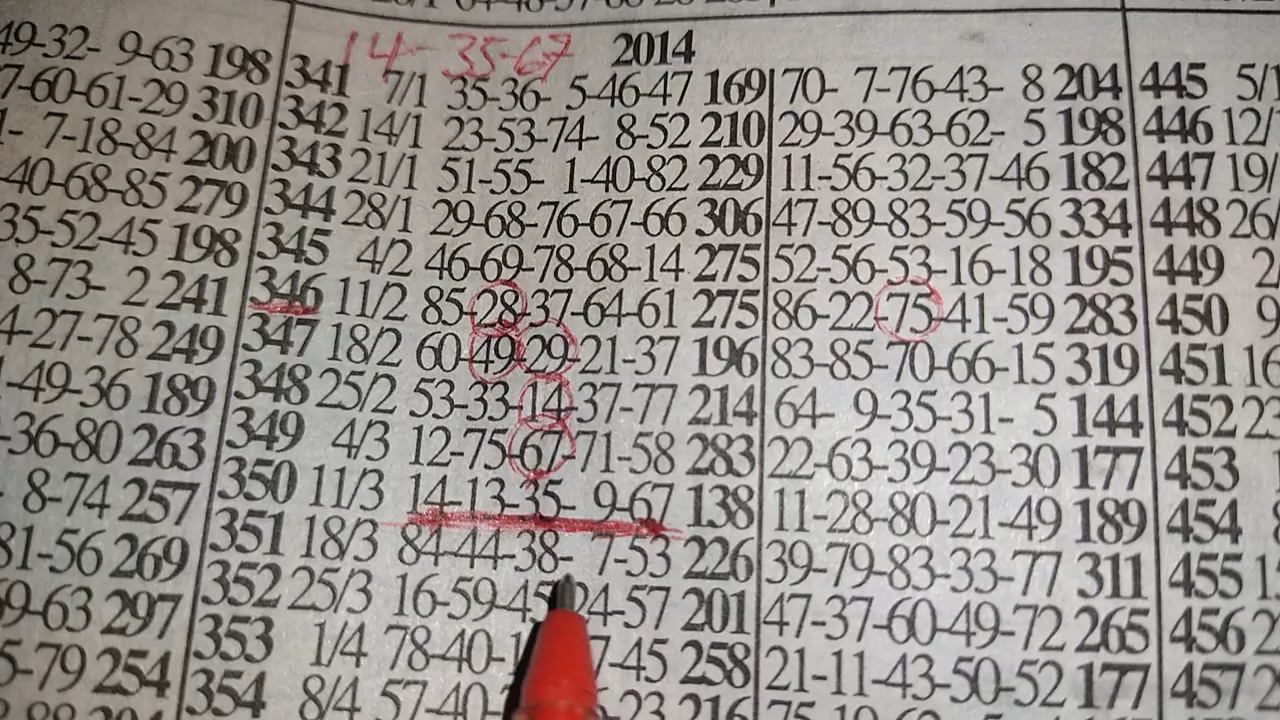 14-35-67
2014
49-32- 9-63 198 341 7/1 35-36- 5-46-47 169 70- 7-76-43- 8 204 445 5/1
7-60-61-29 310 342 14/1 23-53-74- 8-52 210 29-39-63-62- 5 198 446 12/
- 7-18-84 200 343 21/1 51-55- 1-40-82 229 11-56-32-37-46 182 447 19/
40-68-85 279 344 28/1 29-68-76-67-66 306 47-89-83-59-56 334 448 26/
35-52-45 198 345 4/2 46-69-78-68-14 275 52-56-53-16-18 195 449 2
8-73- 2 241 346 11/2 85-28-37-64-61 275 86-22-75-41-59 283 450 9
4-27-78 249 347 18/2 60-49-29-21-37 196 83-85-70-66-15 319 451 16
-49-36 189 348 25/2 53-33-14-37-77 214 64- 9-35-31- 5 144 452 23
-36-80 263 349 4/3 12-75-67-71-58 283 22-63-39-23-30 177 453
8-74 257 350 11/3 14-13-35- 9-67 138 11-28-80-21-49 189 454
81-56 269 351 18/3 84-44-38- 7-53 226 39-79-83-33-77 311 455
9-63 297 352 25/3 16-59-45-24-57 201 47-37-60-49-72 265 456 2
5-79 254 353 1/4 78-40- 7-45 258 21-11-43-50-52 177 457 2
354 8/4 57-40- 23 216